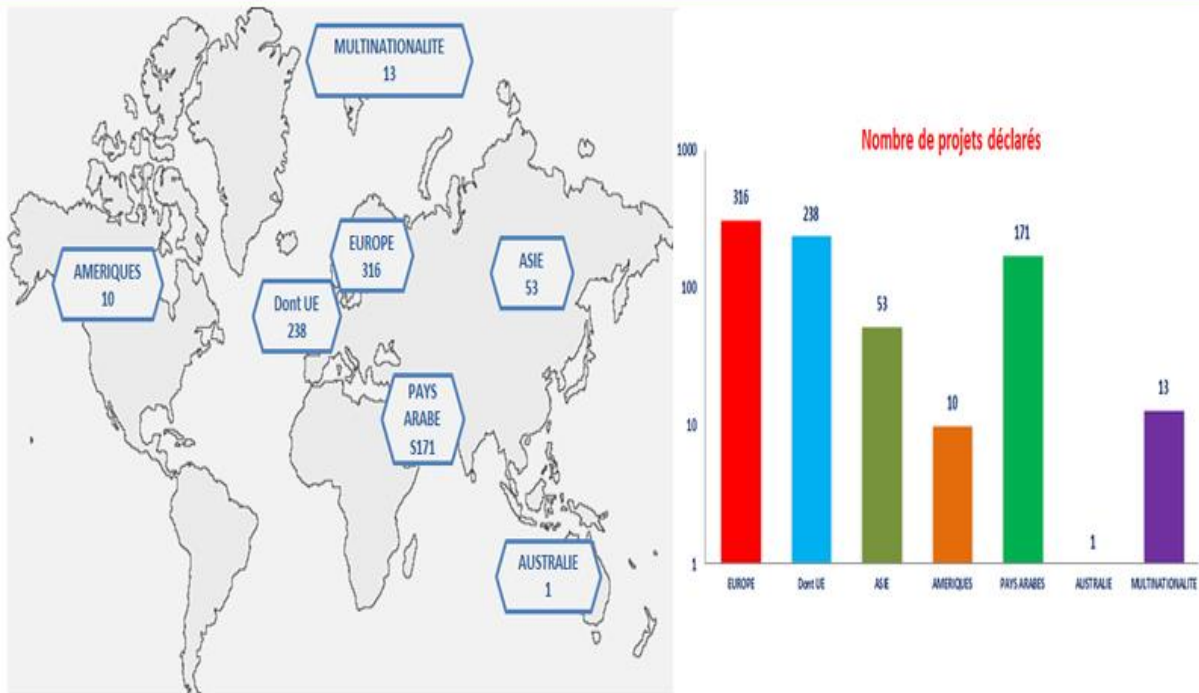 MULTINATIONALITE
13
EUROPE
316
ASIE
53
AMERIQUES
10
Dont UE
238
PAYS
ARABE
S171
AUSTRALIE
1
Nombre de projets déclarés
1000
100
10
1
316
238
53
10
171
1
13
EUROPE
Dont UE
ASIE
AMERIQUES
PAYS ARABES
AUSTRALIE
MULTINATIONALITE